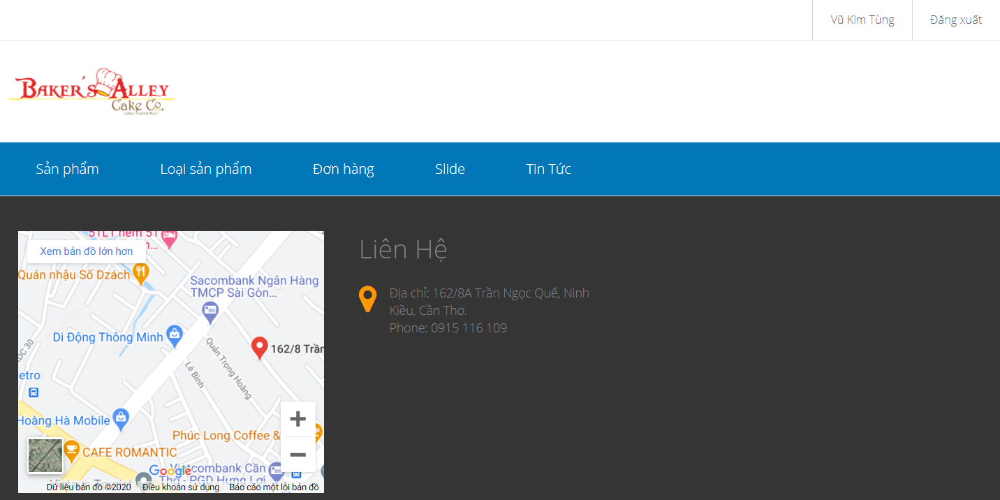 Vũ Kim Tùng
Đăng xuất
BAKER'S ALLEY
Cake Co.
Sản phẩm
Loại sản phẩm
Đơn hàng
Slide
Tin Tức
Xem bản đồ lớn hơn
Quán nhậu Số Dzách
Sacombank Ngân Hàng
TMCP Sài Gòn...
Di Động Thông Minh
162/8 Trần
Quản Trọng Hoàng
Lê Bình
etro
Hoàng Hà Mobile
Phúc Long Coffee &
CAFE ROMANTIC
Google
Vietcombank Cần
Thơ - PGD Hưng Lợi
Dữ liệu bản đồ ©2020
Điều khoản sử dụng
Báo cáo một lỗi bản đồ
Liên Hệ
Địa chỉ: 162/8A Trần Ngọc Quế, Ninh
Kiều, Cần Thơ.
Phone: 0915 116 109